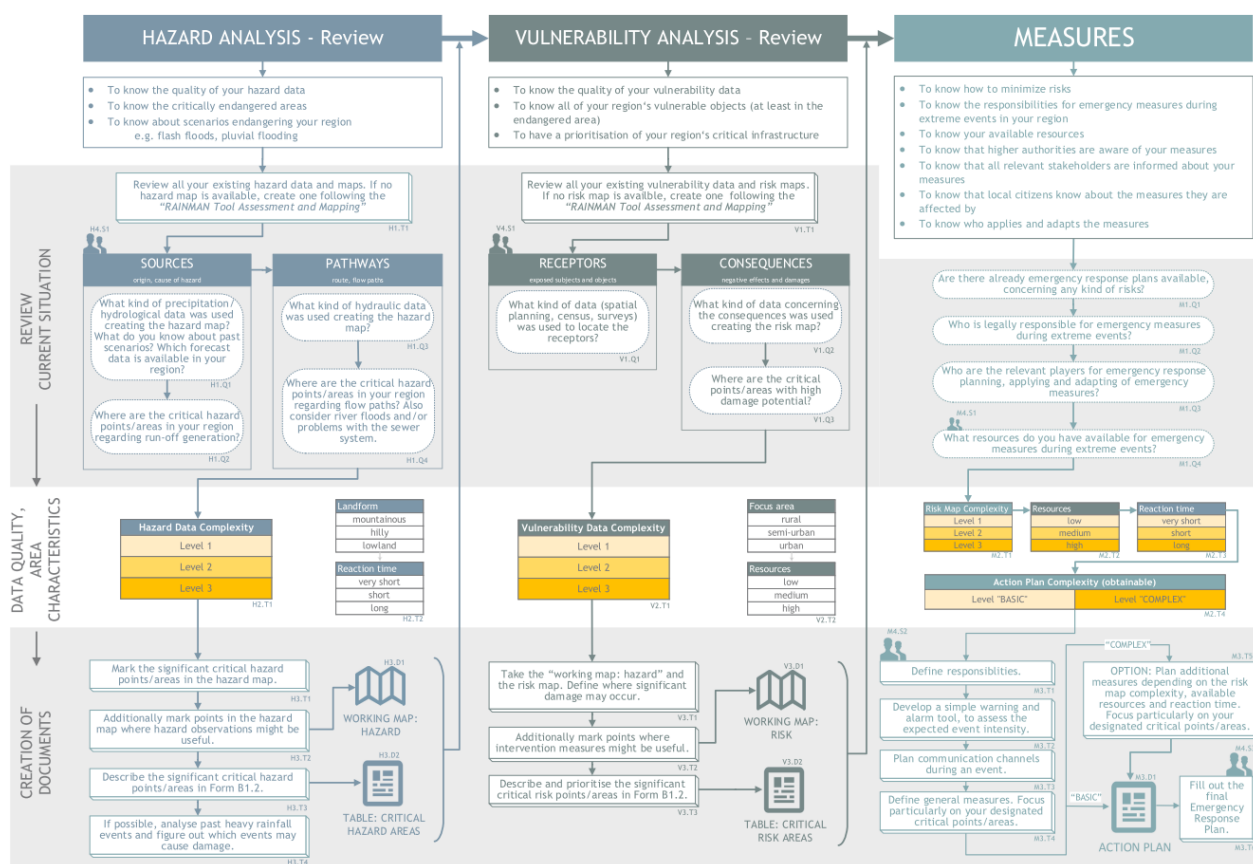 HAZARD ANALYSIS - Review
To know the quality of your hazard data
To know the critically endangered areas
To know about scenarios endangering your region
e.g. flash floods, pluvial flooding
Review all your existing hazard data and maps. If no
hazard map is available, create one following the
"RAINMAN Tool Assessment and Mapping"
H1.T1
H4.S1
SOURCES
origin, cause of hazard
What kind of precipitation/
hydrological data was used
creating the hazard map?
What do you know about past
scenarios? Which forecast
data is available in your
region?
H1.Q1
Where are the critical hazard
points/areas in your region
regarding run-off generation?
H1.Q2
PATHWAYS
route, flow paths
What kind of hydraulic data
was used creating the hazard
map?
H1.Q3
Where are the critical hazard
points/areas in your region
regarding flow paths? Also
consider river floods and/or
problems with the sewer
system.
H1.Q4
Hazard Data Complexity
Level 1
Level 2
Level 3
H2.T1
Landform
mountainous
hilly
lowland
Reaction time
very short
short
long
H2.T2
Mark the significant critical hazard
points/areas in the hazard map.
H3.T1
Additionally mark points in the hazard
map where hazard observations might be
useful.
H3.T2
Describe the significant critical hazard
points/areas in Form B1.2.
H3.T3
If possible, analyse past heavy rainfall
events and figure out which events may
cause damage.
H3.T4
H3.D1
WORKING MAP:
HAZARD
H3.D2
TABLE: CRITICAL
HAZARD AREAS
VULNERABILITY ANALYSIS – Review
To know the quality of your vulnerability data
To know all of your region's vulnerable objects (at least in the
endangered area)
To have a prioritisation of your region's critical infrastructure
Review all your existing vulnerability data and risk maps.
If no risk map is availble, create one following the
"RAINMAN Tool Assessment and Mapping"
V1.T1
V4.S1
RECEPTORS
exposed subjects and objects
What kind of data (spatial
planning, census, surveys)
was used to locate the
receptors?
V1.Q1
CONSEQUENCES
negative effects and damages
What kind of data concerning
the consequences was used
creating the risk map?
V1.Q2
Where are the critical
points/areas with high
damage potential?
V1.Q3
Vulnerability Data Complexity
Level 1
Level 2
Level 3
V2.T1
Focus area
rural
semi-urban
urban
Resources
low
medium
high
V2.T2
Take the "working map: hazard" and
the risk map. Define where significant
damage may occur.
V3.T1
Additionally mark points where
intervention measures might be useful.
V3.T2
Describe and prioritise the significant
critical risk points/areas in Form B1.2.
V3.T3
V3.D1
WORKING MAP:
RISK
V3.D2
TABLE: CRITICAL
RISK AREAS
MEASURES
To know how to minimize risks
To know the responsibilities for emergency measures during
extreme events in your region
To know your available resources
To know that higher authorities are aware of your measures
To know that all relevant stakeholders are informed about your
measures
To know that local citizens know about the measures they are
affected by
To know who applies and adapts the measures
Are there already emergency response plans available,
concerning any kind of risks?
M1.Q1
Who is legally responsible for emergency measures
during extreme events?
M1.Q2
Who are the relevant players for emergency response
planning, applying and adapting of emergency
measures?
M1.Q3
M4.S1
What resources do you have available for emergency
measures during extreme events?
M1.Q4
Risk Map Complexity
Level 1
Level 2
Level 3
M2.T1
Resources
low
medium
high
M2.T2
Reaction time
very short
short
long
M2.T3
Action Plan Complexity (obtainable)
Level "BASIC"
Level "COMPLEX"
M2.T4
M4.S2
Define responsiblities.
M3.T1
Develop a simple warning and
alarm tool, to assess the
expected event intensity.
M3.T2
Plan communication channels
during an event.
M3.T3
Define general measures. Focus
particularly on your designated
critical points/areas.
M3.T4
"COMPLEX"
M3.T5
OPTION: Plan additional
measures depending on the risk
map complexity, available
resources and reaction time.
Focus particularly on your
designated critical points/areas.
"BASIC"
M3.D1
ACTION PLAN
Fill out the
final
Emergency
Response
Plan.
REVIEW
CURRENT SITUATION
DATA QUALITY,
AREA
CHARACTERISTICS
CREATION OF
DOCUMENTS